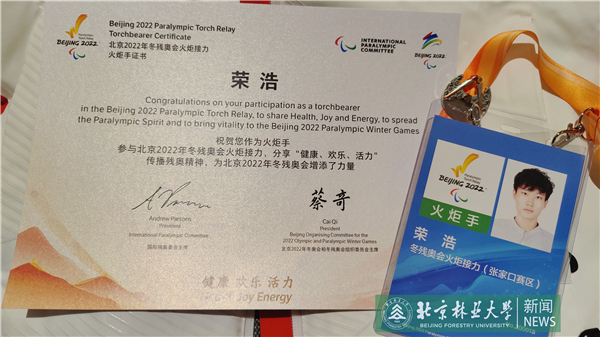 Beijing 2022 Paralympic Torch Relay
Torchbearer Certificate
北京2022年冬残奥会火炬接力
火炬手证书
BEIJING 2022
INTERNATIONAL
PARALYMPIC
COMMITTEE
BEIJING 2022
荣浩
Congratulations on your participation as a torchbearer
in the Beijing 2022 Paralympic Torch Relay, to share Health, Joy and Energy, to spread
the Paralympic Spirit and to bring vitality to the Beijing 2022 Paralympic Winter Games
祝贺您作为火炬手
参与北京2022年冬残奥会火炬接力，分享“健康、欢乐、活力”
传播残奥精神，为北京2022年冬残奥会增添了力量
Andrew Parsons
President
International Paralympic Committee
国际残奥委会主席
蔡奇
Cai Qi
President
Beijing Organising Committee for the
2022 Olympic and Paralympic Winter Games
北京2022年冬奥会和冬残奥会组织委员会主席
健康 欢乐 活力
Joy Energy
BEIJING 2022
火炬手
荣浩
冬残奥会火炬接力（张家口赛区）
北京林业大学
BEIJING FORESTRY UNIVERSITY
新闻
NEWS